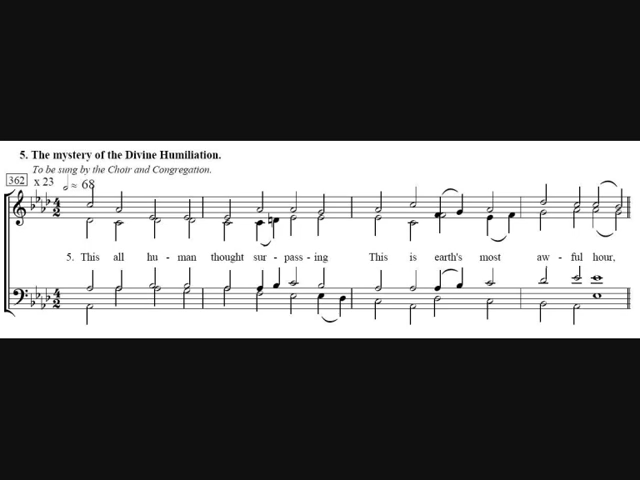 5. The mystery of the Divine Humiliation.
To be sung by the Choir and Congregation.
362 x 23 𝅗𝅥 = 68
5. This all hu - man thought sur - pass - ing This is earth's most aw - ful hour,